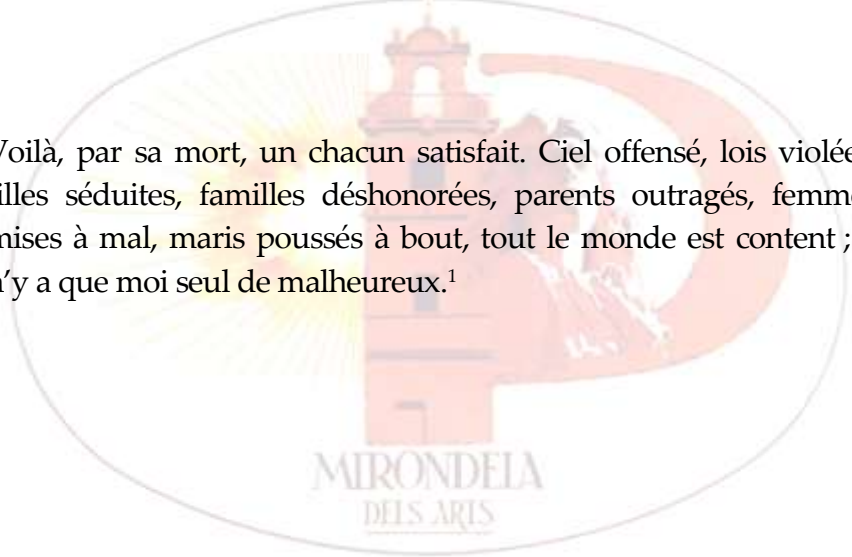 Voilà, par sa mort, un chacun satisfait. Ciel offensé, lois violée
illes séduites, familles déshonorées, parents outragés, femme
mises à mal, maris poussés à bout, tout le monde est content ;
n'y a que moi seul de malheureux.¹
MIRONDELA
DELS ARTS